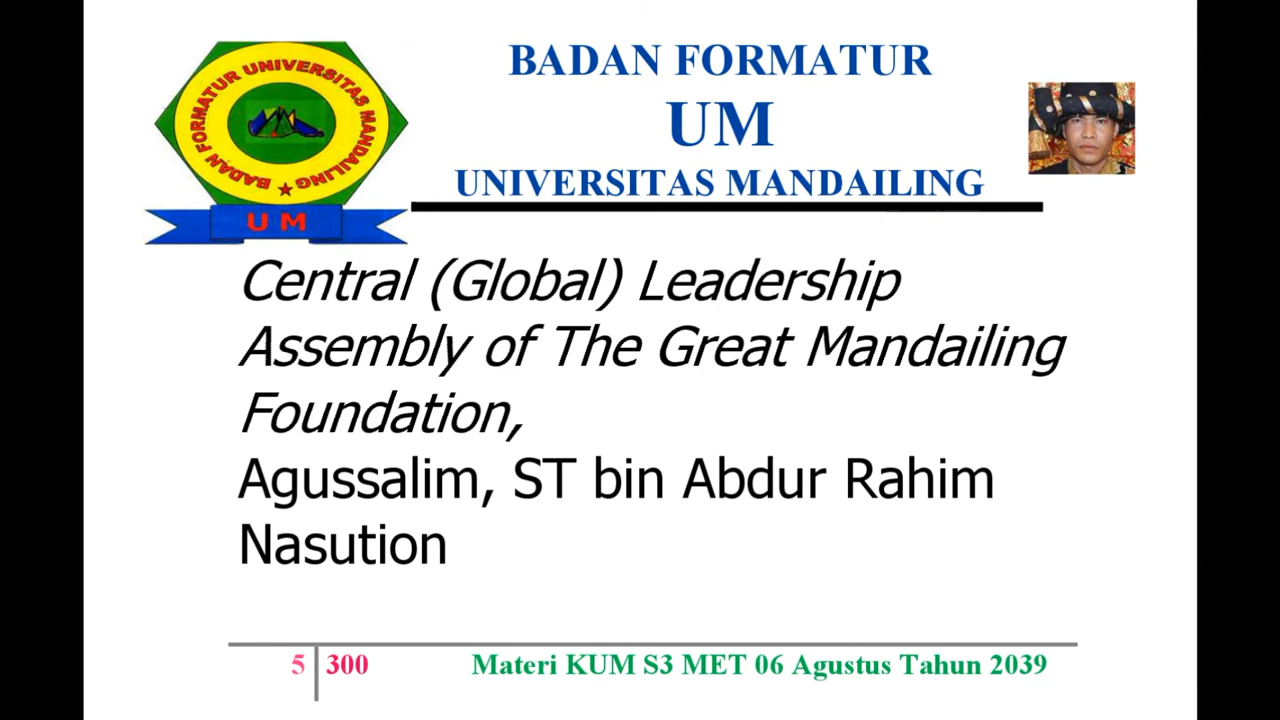 BADAN FORMATUR UNIVERSITAS MANDAILING
UM
BADAN FORMATUR
UM
UNIVERSITAS MANDAILING
Central (Global) Leadership
Assembly of The Great Mandailing
Foundation,
Agussalim, ST bin Abdur Rahim
Nasution
5 300 Materi KUM S3 MET 06 Agustus Tahun 2039